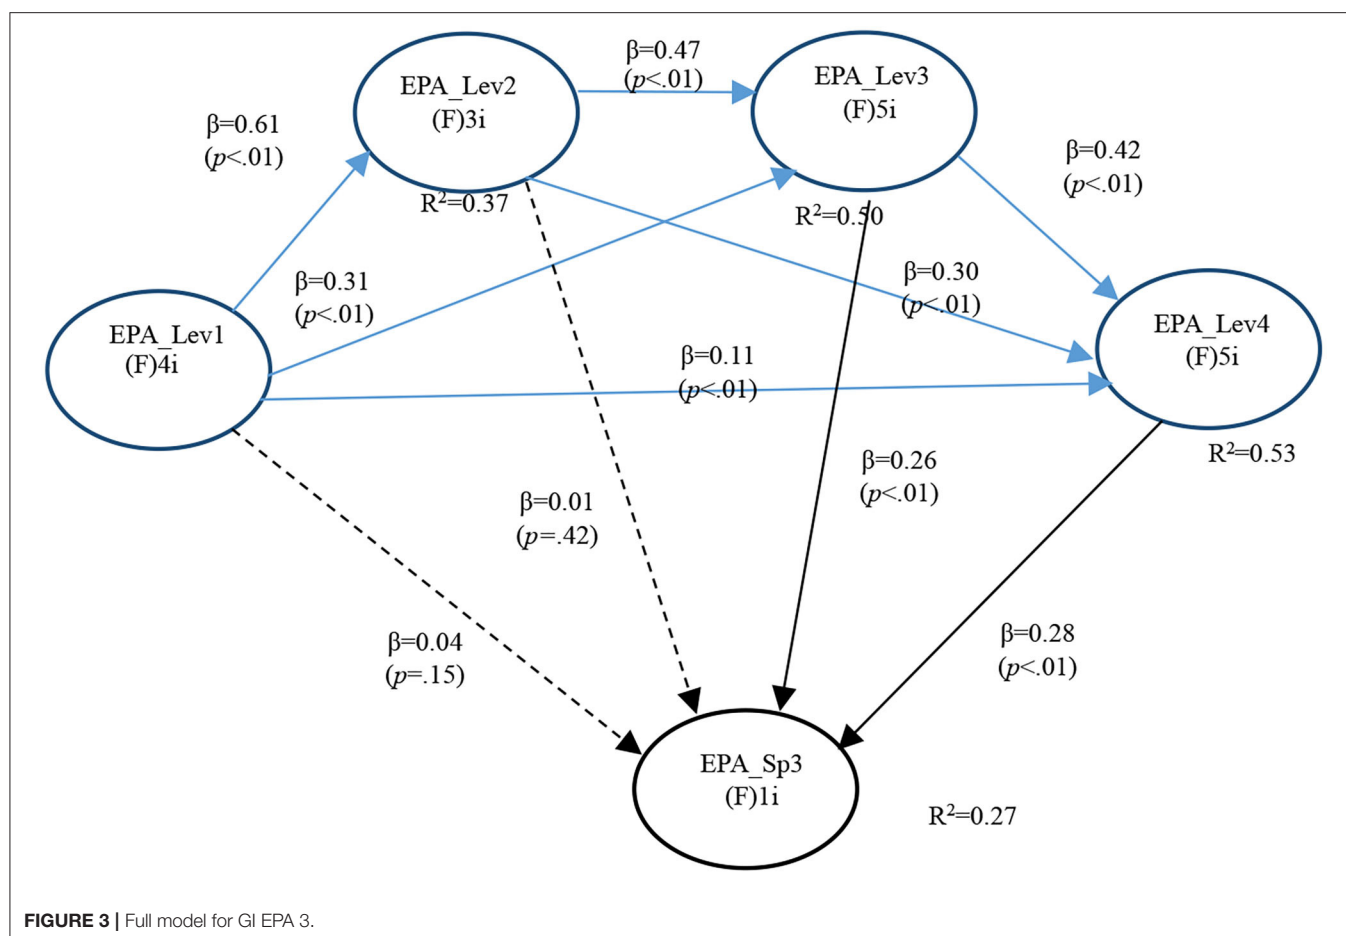 β=0.47
(p<.01)
EPA_Lev2
(F)3i
EPA_Lev3
(F)5i
β=0.61
(p<.01)
β=0.42
(p<.01)
R²=0.37
R²=0.50
β=0.31
(p<.01)
β=0.30
(p<.01)
EPA_Lev1
(F)4i
EPA_Lev4
(F)5i
β=0.11
(p<.01)
R²=0.53
β=0.26
(p<.01)
β=0.01
(p=.42)
β=0.04
(p=.15)
β=0.28
(p<.01)
EPA_Sp3
(F)1i
R²=0.27
FIGURE 3 | Full model for GI EPA 3.